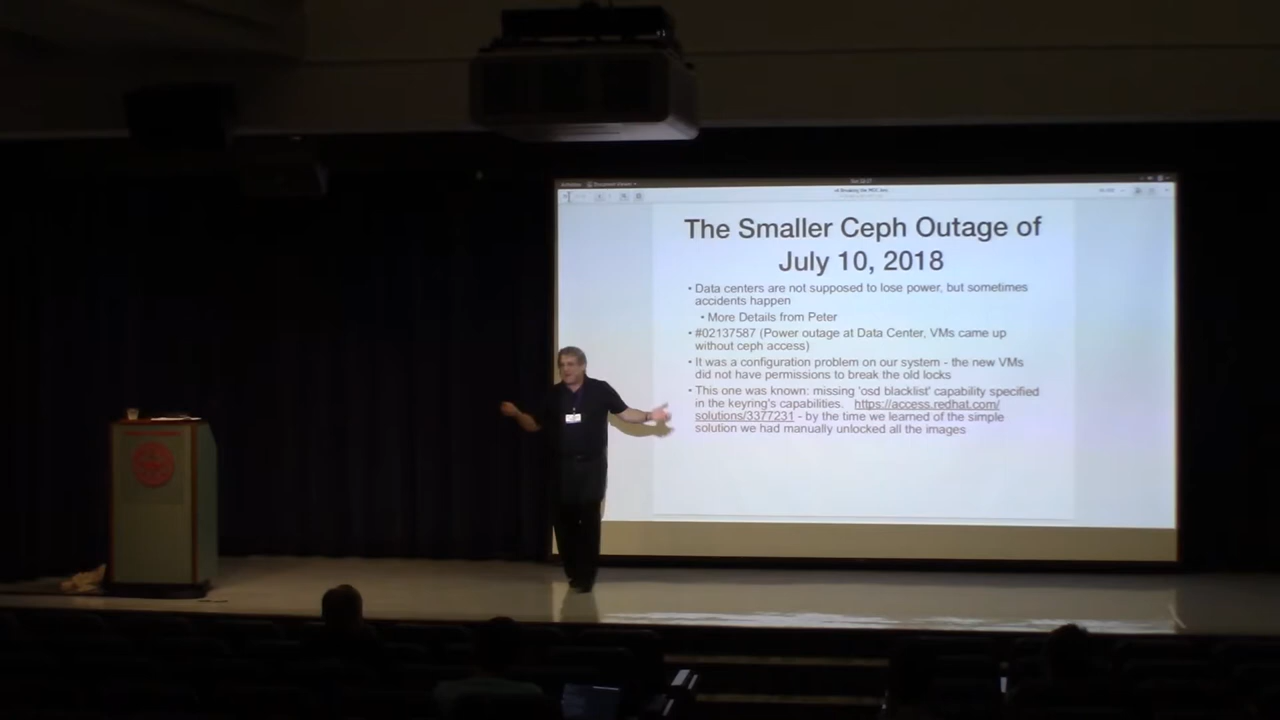 Document Viewer
The Smaller Ceph Outage of
July 10, 2018
• Data centers are not supposed to lose power, but sometimes
accidents happen
• More Details from Peter
• #02137587 (Power outage at Data Center, VMs came up
without ceph access)
• It was a configuration problem on our system - the new VMs
did not have permissions to break the old locks
• This one was known: missing 'osd blacklist' capability specified
in the keyring's capabilities. https://access.redhat.com/
solutions/3377231 - by the time we learned of the simple
solution we had manually unlocked all the images